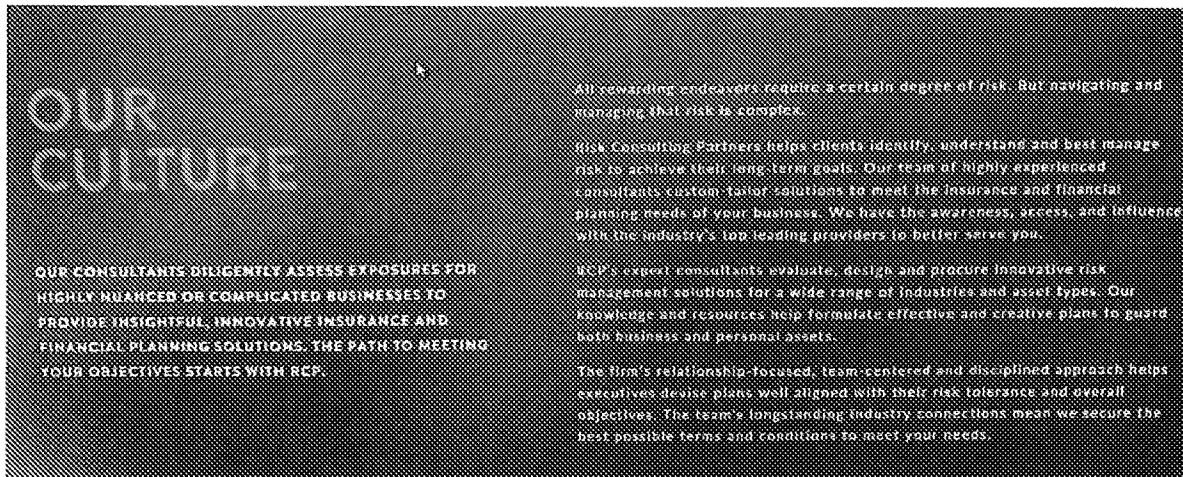 OUR
CULTURE
OUR CONSULTANTS DILIGENTLY ASSESS EXPOSURES FOR
HIGHLY NUANCED OR COMPLICATED BUSINESSES TO
PROVIDE INSIGHTFUL, INNOVATIVE INSURANCE AND
FINANCIAL PLANNING SOLUTIONS. THE PATH TO MEETING
YOUR OBJECTIVES STARTS WITH RCP.
All rewarding endeavors require a certain degree of risk. But navigating and
managing that risk is complex.
Risk Consulting Partners helps clients identify, understand and best manage
risk to achieve their long-term goals. Our team of highly experienced
consultants custom-tailor solutions to meet the insurance and financial
planning needs of your business. We have the awareness, access, and influence
with the industry's top leading providers to better serve you.
RCP's expert consultants evaluate, design and procure innovative risk
management solutions for a wide range of industries and asset types. Our
knowledge and resources help formulate effective and creative plans to guard
both business and personal assets.
The firm's relationship-focused, team-centered and disciplined approach helps
executives devise plans well aligned with their risk tolerance and overall
objectives. The team's longstanding industry connections mean we secure the
best possible terms and conditions to meet your needs.